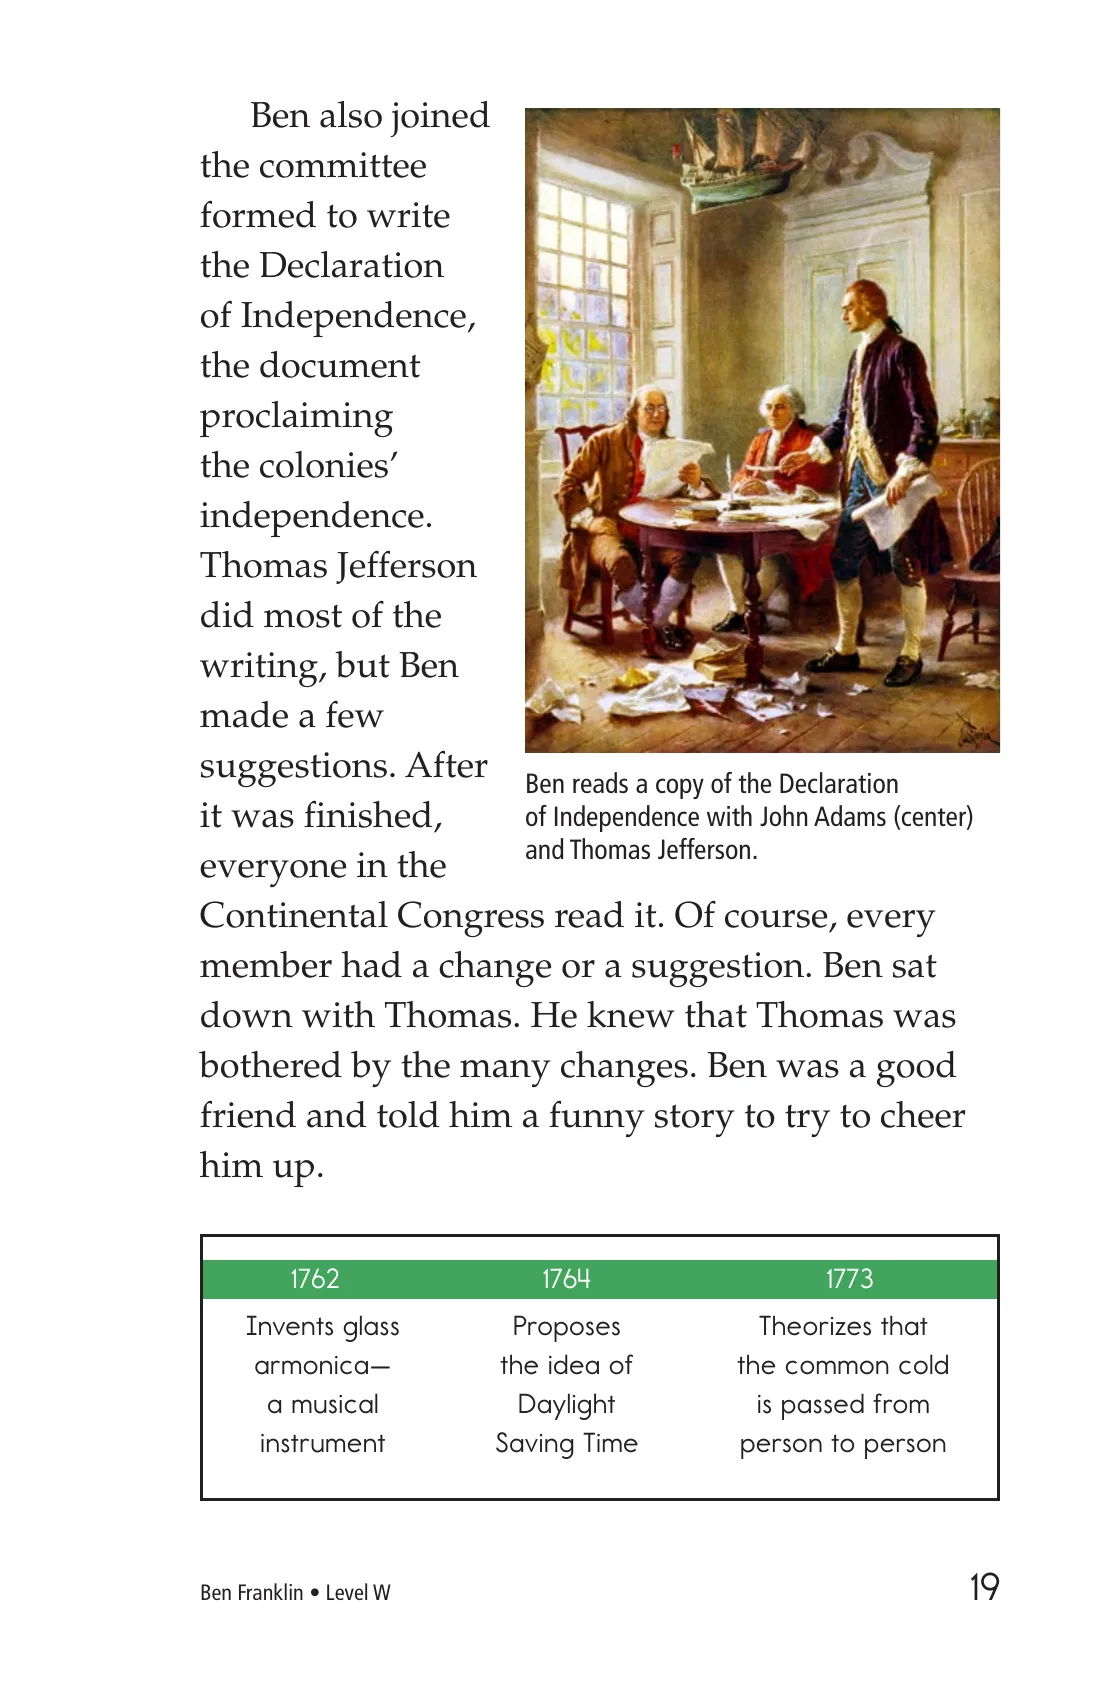 Ben also joined
the committee
formed to write
the Declaration
of Independence,
the document
proclaiming
the colonies’
independence.
Thomas Jefferson
did most of the
writing, but Ben
made a few
suggestions. After
it was finished,
everyone in the
Continental Congress read it. Of course, every
member had a change or a suggestion. Ben sat
down with Thomas. He knew that Thomas was
bothered by the many changes. Ben was a good
friend and told him a funny story to try to cheer
him up.
Ben reads a copy of the Declaration
of Independence with John Adams (center)
and Thomas Jefferson.
1762
Invents glass
armonica—
a musical
instrument
1764
Proposes
the idea of
Daylight
Saving Time
1773
Theorizes that
the common cold
is passed from
person to person
Ben Franklin • Level W
19